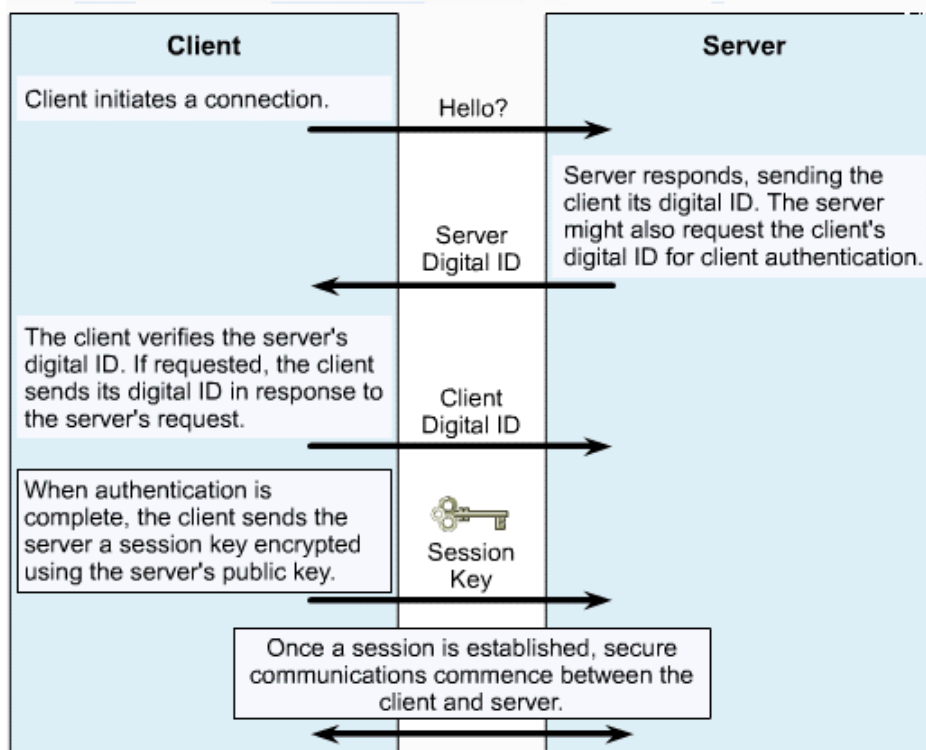 Client
Server
Client initiates a connection.
Hello?
Server responds, sending the
client its digital ID. The server
might also request the client's
digital ID for client authentication.
Server
Digital ID
The client verifies the server's
digital ID. If requested, the client
sends its digital ID in response to
the server's request.
Client
Digital ID
When authentication is
complete, the client sends the
server a session key encrypted
using the server's public key.
Session
Key
Once a session is established, secure
communications commence between the
client and server.